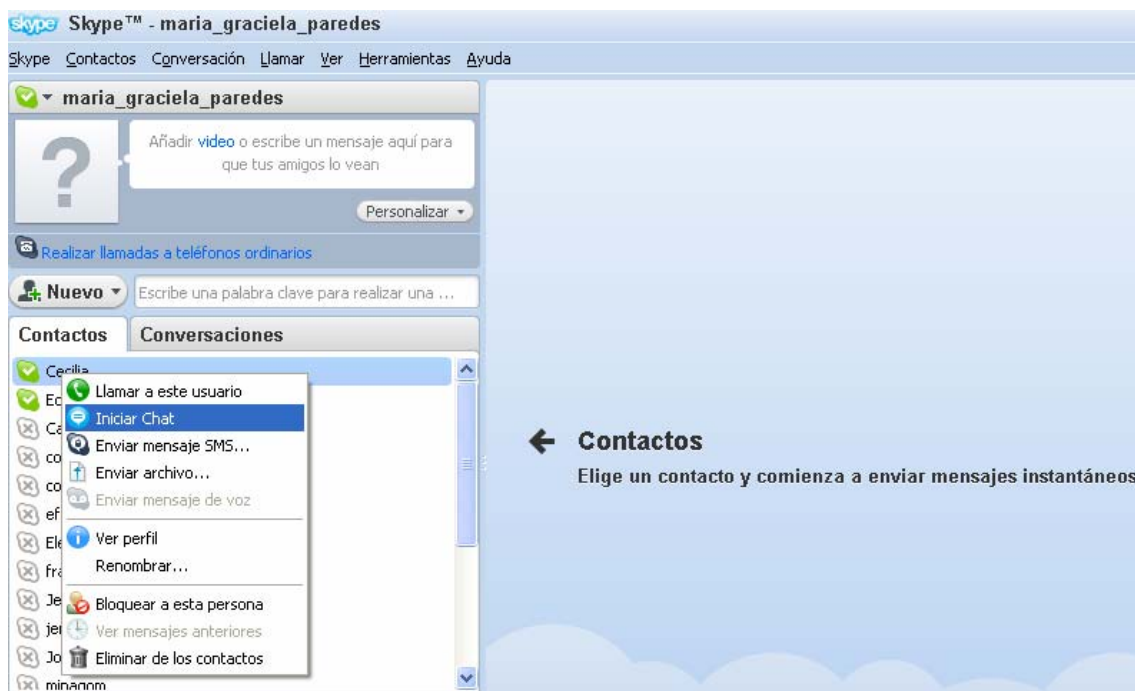 skype Skype™ - maria_graciela_paredes
Skype Contactos Conversación Llamar Ver Herramientas Ayuda
maria_graciela_paredes
Añadir video o escribe un mensaje aquí para
que tus amigos lo vean
?
Personalizar
Realizar llamadas a teléfonos ordinarios
Nuevo Escribe una palabra clave para realizar una ...
Contactos Conversaciones
Cecilia
Llamar a este usuario
Iniciar Chat
Enviar mensaje SMS...
Enviar archivo...
Enviar mensaje de voz
Ver perfil
Renombrar...
Bloquear a esta persona
Ver mensajes anteriores
Eliminar de los contactos
minagom
Contactos
Elige un contacto y comienza a enviar mensajes instantáneos